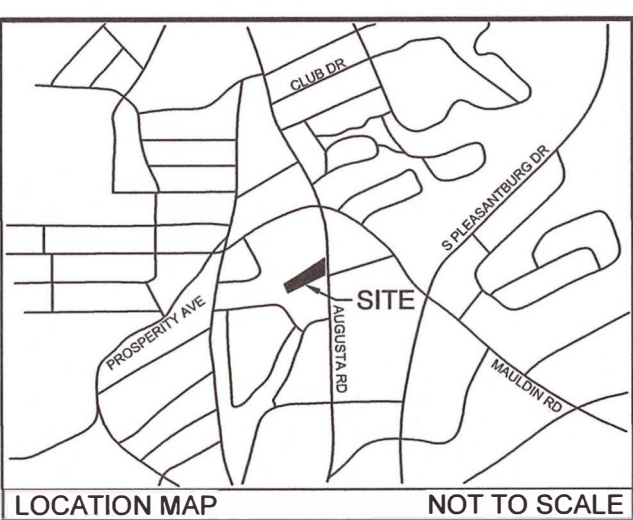 CLUB DR
S PLEASANTBURG DR
SITE
PROSPERITY AVE
AUGUSTA RD
MAULDIN RD
LOCATION MAP
NOT TO SCALE